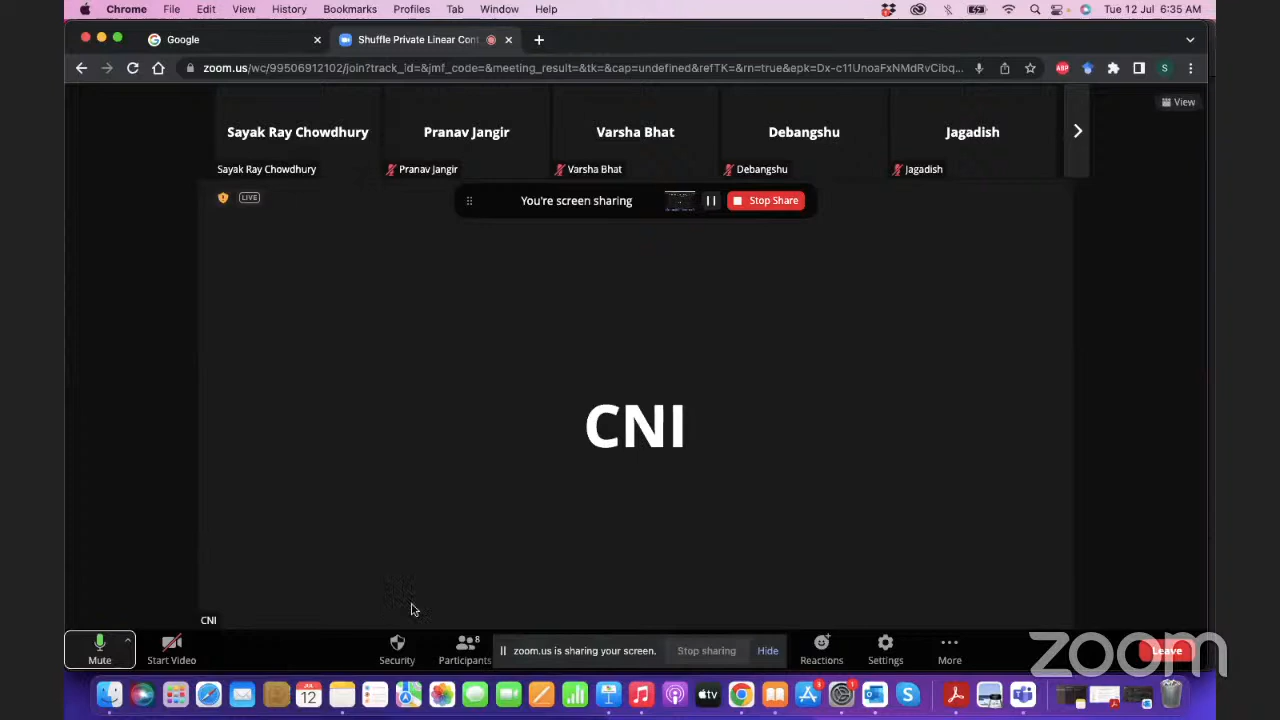 Chrome File Edit View History Bookmarks Profiles Tab Window Help Tue 12 Jul 6:35 AM
Google Shuffle Private Linear Con
zoom.us/wc/99506912102/join?track_id=&jmf_code=&meeting_result=&tk=&cap=undefined&refTK=&rn=true&epk=Dx-c11UnoaFxNMdRvCibq...
View
Sayak Ray Chowdhury Pranav Jangir Varsha Bhat Debangshu Jagadish
Sayak Ray Chowdhury Pranav Jangir Varsha Bhat Debangshu Jagadish
LIVE You're screen sharing Stop Share
CNI
CNI
8
Mute Start Video Security Participants zoom.us is sharing your screen. Stop sharing Hide Reactions Settings More Leave
zoom
JUL
12
tv